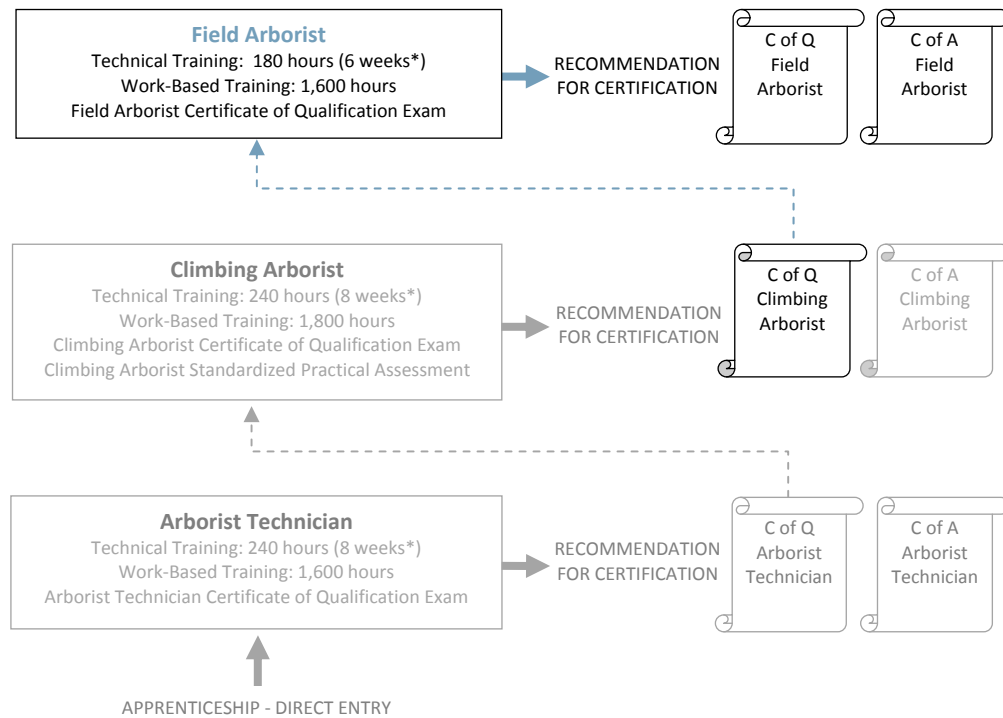 Field Arborist
Technical Training: 180 hours (6 weeks*)
Work-Based Training: 1,600 hours
Field Arborist Certificate of Qualification Exam
RECOMMENDATION
FOR CERTIFICATION
C of Q
Field
Arborist
C of A
Field
Arborist
Climbing Arborist
Technical Training: 240 hours (8 weeks*)
Work-Based Training: 1,800 hours
Climbing Arborist Certificate of Qualification Exam
Climbing Arborist Standardized Practical Assessment
RECOMMENDATION
FOR CERTIFICATION
C of Q
Climbing
Arborist
C of A
Climbing
Arborist
Arborist Technician
Technical Training: 240 hours (8 weeks*)
Work-Based Training: 1,600 hours
Arborist Technician Certificate of Qualification Exam
RECOMMENDATION
FOR CERTIFICATION
C of Q
Arborist
Technician
C of A
Arborist
Technician
APPRENTICESHIP - DIRECT ENTRY